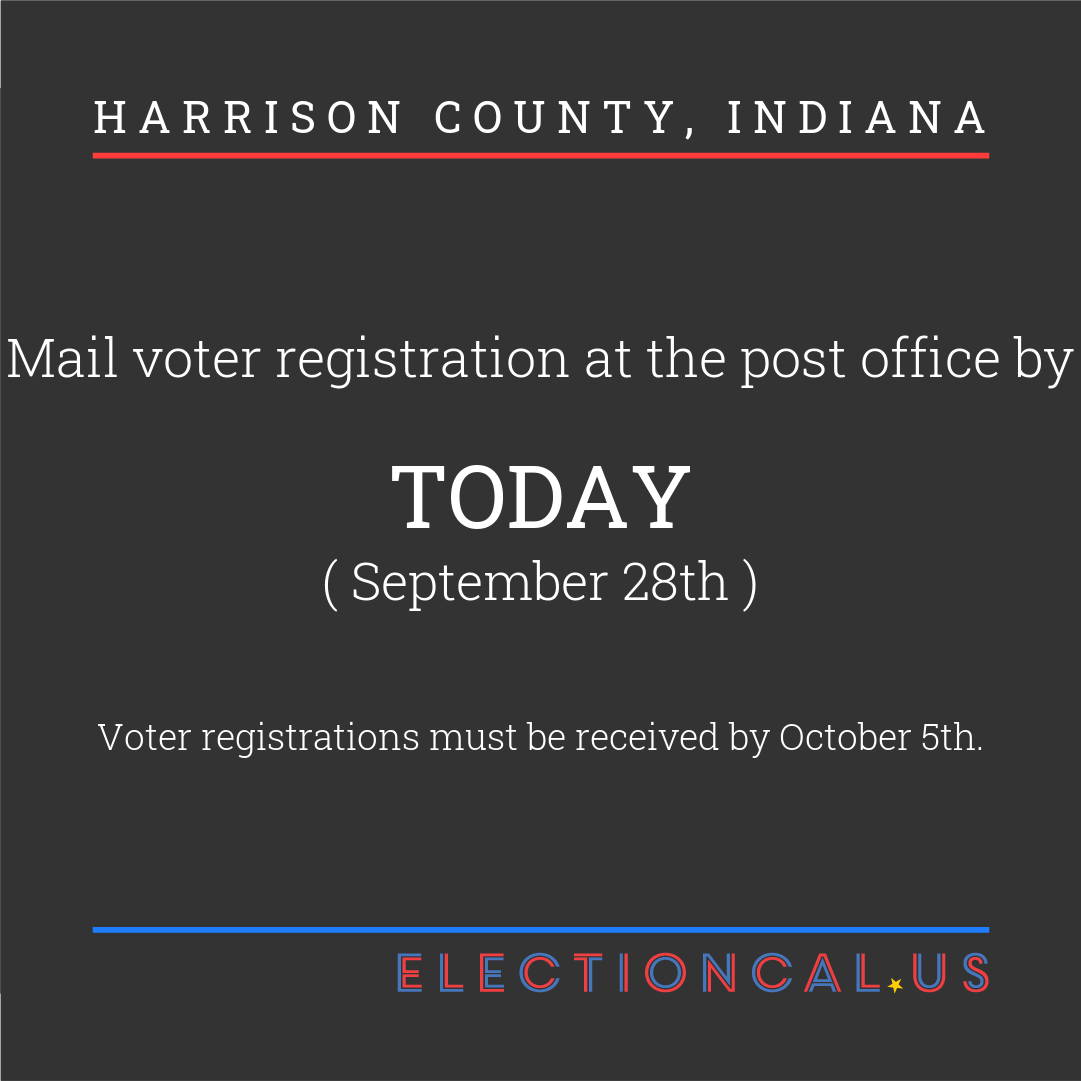 HARRISON COUNTY, INDIANA
Mail voter registration at the post office by
TODAY
( September 28th )
Voter registrations must be received by October 5th.
ELECTIONCAL.US